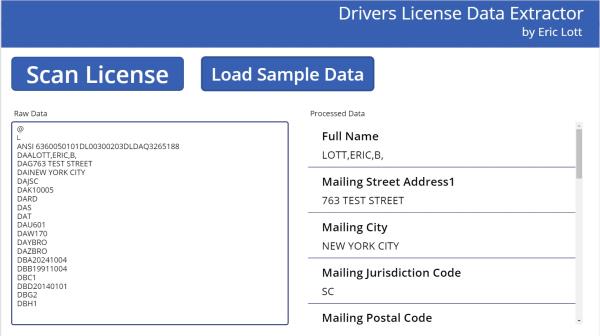 Drivers License Data Extractor
by Eric Lott
Scan License
Load Sample Data
Raw Data
@
L
ANSI 6360050101DL00300203DLDAQ3265188
DAALOTT,ERIC,B,
DAG763 TEST STREET
DAINEW YORK CITY
DAJSC
DAK10005
DARD
DAS
DAT
DAU601
DAW170
DAYBRO
DAZBRO
DBA20241004
DBB19911004
DBC1
DBD20140101
DBG2
DBH1
Processed Data
Full Name
LOTT,ERIC,B,
Mailing Street Address1
763 TEST STREET
Mailing City
NEW YORK CITY
Mailing Jurisdiction Code
SC
Mailing Postal Code